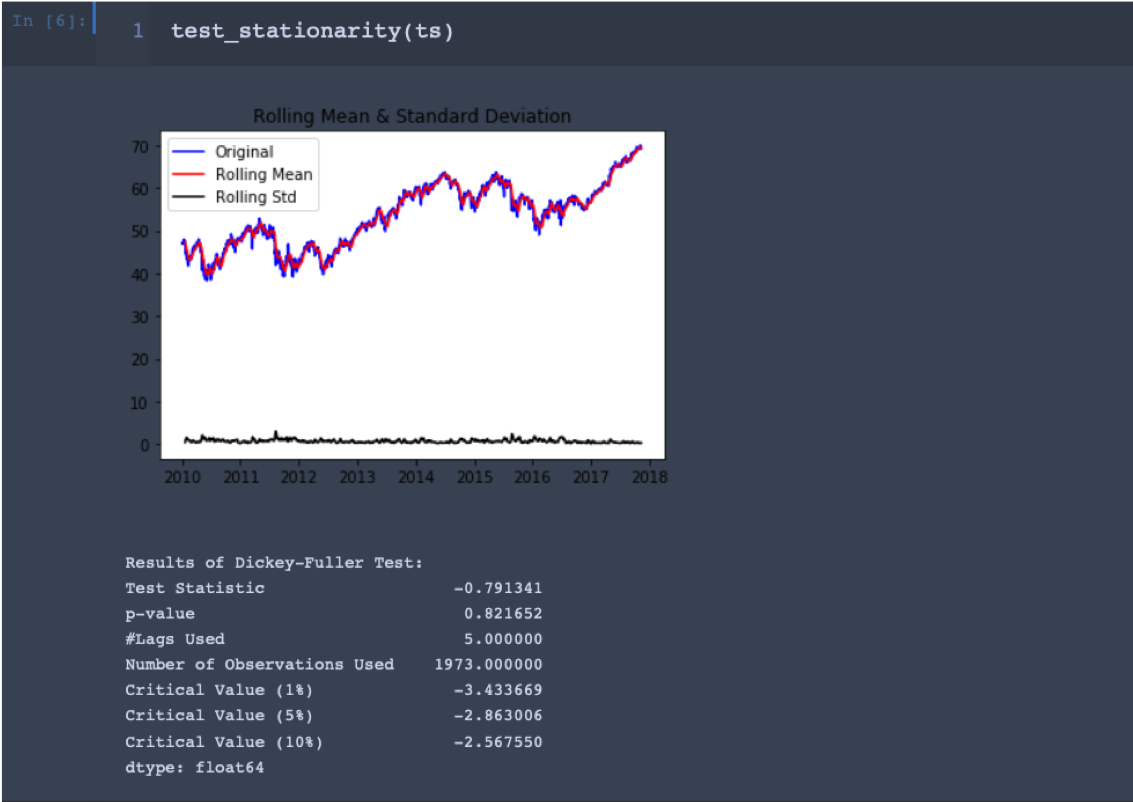 In [6]:
1 test_stationarity(ts)
Rolling Mean & Standard Deviation
Original
Rolling Mean
Rolling Std
70
60
50
40
30
20
10
0
2010 2011 2012 2013 2014 2015 2016 2017 2018
Results of Dickey-Fuller Test:
Test Statistic -0.791341
p-value 0.821652
#Lags Used 5.000000
Number of Observations Used 1973.000000
Critical Value (1%) -3.433669
Critical Value (5%) -2.863006
Critical Value (10%) -2.567550
dtype: float64